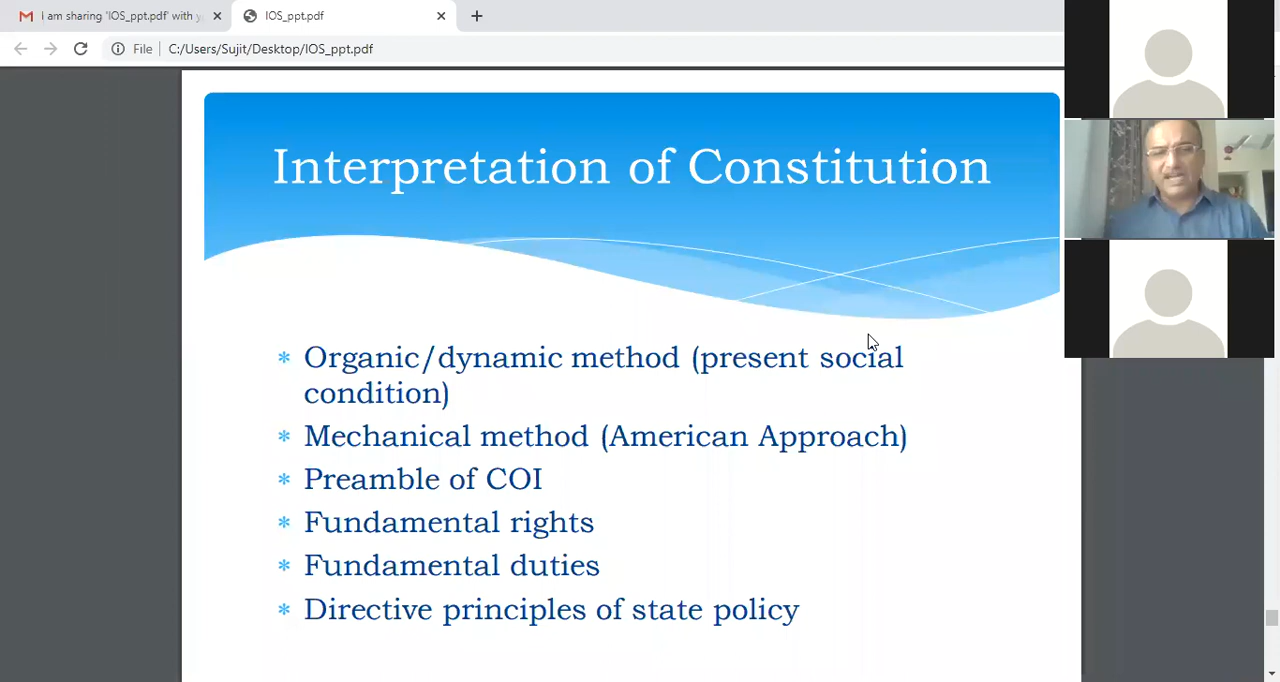 I am sharing 'IOS_ppt.pdf' with
IOS_ppt.pdf
File
C:/Users/Sujit/Desktop/IOS_ppt.pdf
Interpretation of Constitution
* Organic/dynamic method (present social
condition)
* Mechanical method (American Approach)
* Preamble of COI
* Fundamental rights
* Fundamental duties
* Directive principles of state policy